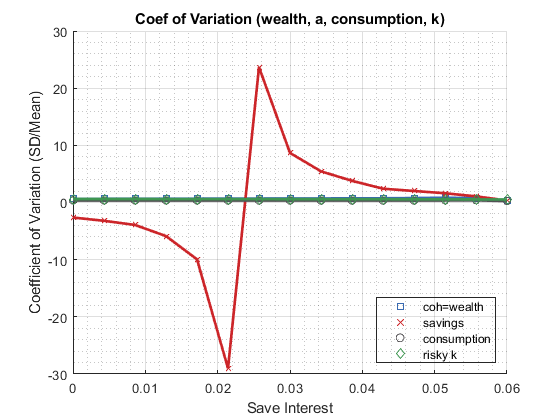 Coef of Variation (wealth, a, consumption, k)
Coefficient of Variation (SD/Mean)
30
20
10
0
-10
-20
-30
coh=wealth
savings
consumption
risky k
0
0.01
0.02
0.03
0.04
0.05
0.06
Save Interest